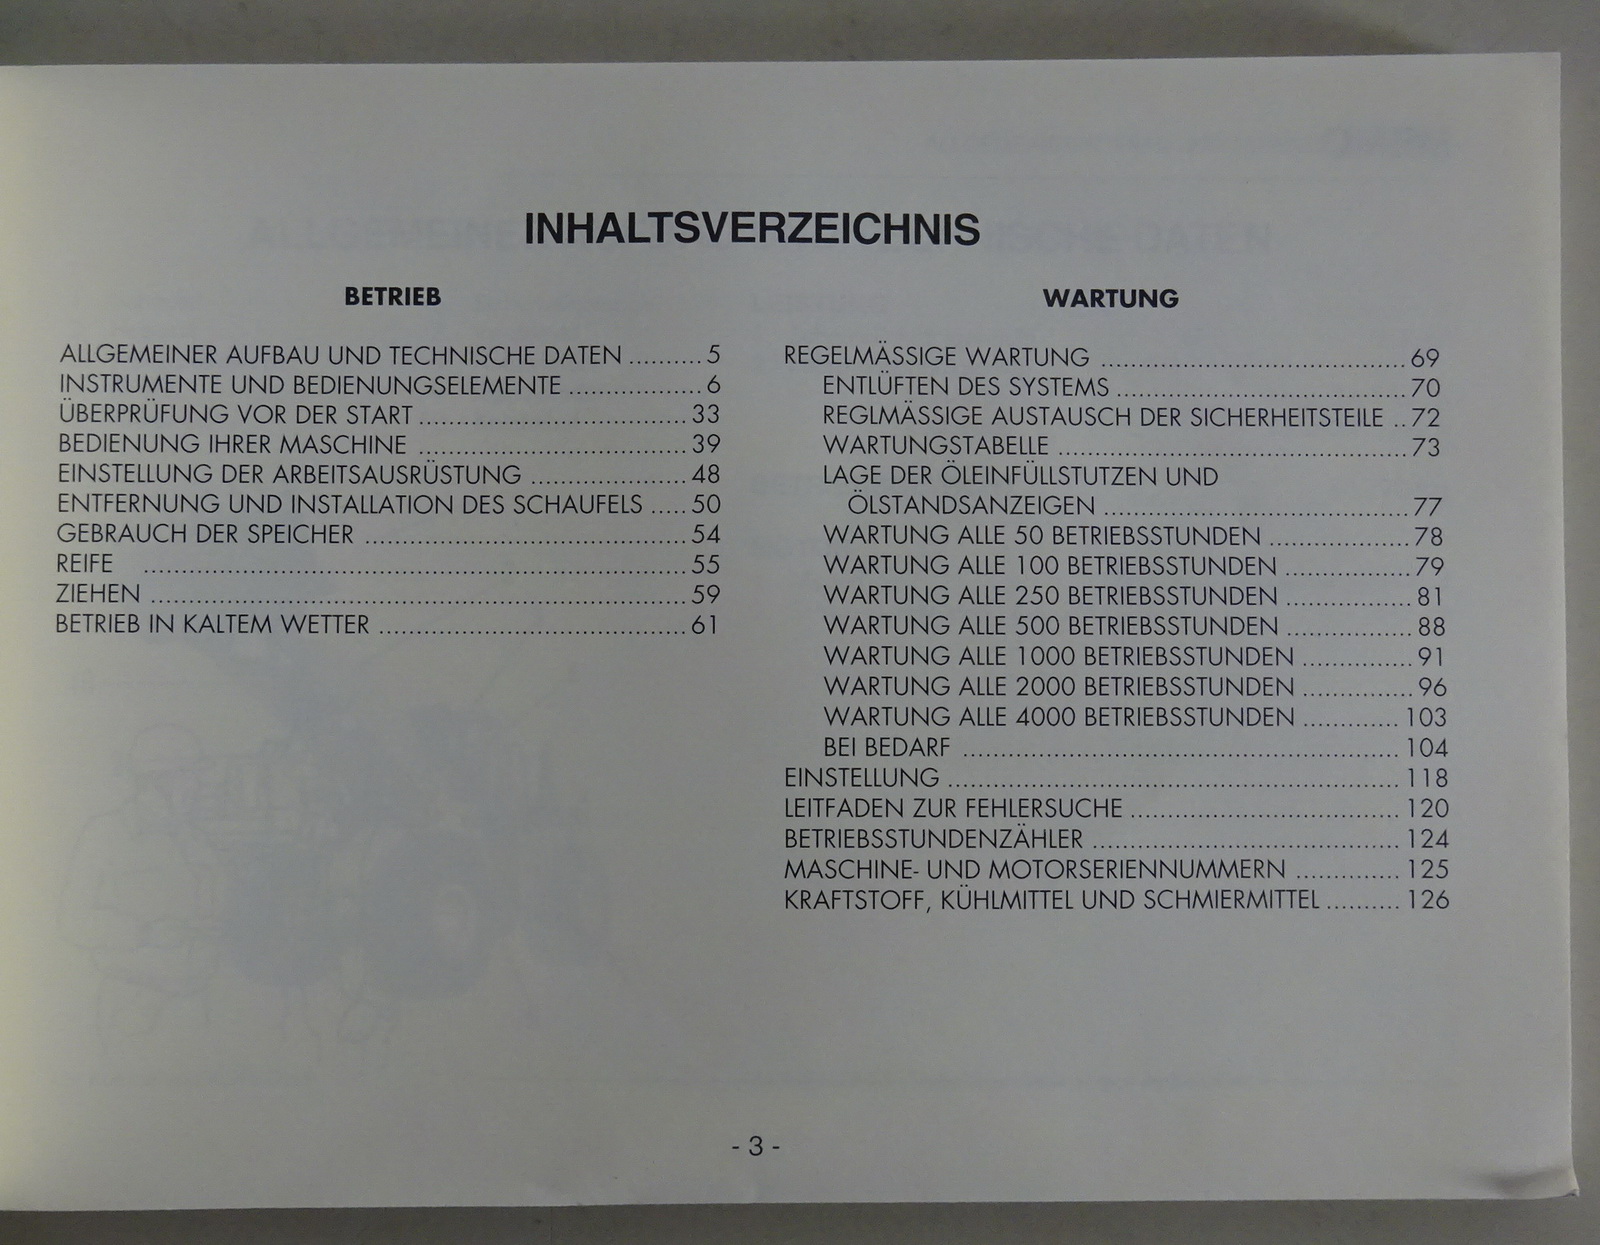 INHALTSVERZEICHNIS
BETRIEB
ALLGEMEINER AUFBAU UND TECHNISCHE DATEN .......... 5
INSTRUMENTE UND BEDIENUNGSELEMENTE .................. 6
ÜBERPRÜFUNG VOR DER START .................................... 33
BEDIENUNG IHRER MASCHINE .................................... 39
EINSTELLUNG DER ARBEITSAUSRÜSTUNG ..................... 48
ENTFERNUNG UND INSTALLATION DES SCHAUFELS ..... 50
GEBRAUCH DER SPEICHER ........................................... 54
REIFE .......................................................................... 55
ZIEHEN ......................................................................... 59
BETRIEB IN KALTEM WETTER .......................................... 61
WARTUNG
REGELMÄSSIGE WARTUNG .......................................... 69
ENTLÜFTEN DES SYSTEMS ........................................ 70
REGLMÄSSIGE AUSTAUSCH DER SICHERHEITSTEILE .. 72
WARTUNGSTABELLE ................................................ 73
LAGE DER ÖLEINFÜLLSTUTZEN UND
ÖLSTANDSANZEIGEN .......................................... 77
WARTUNG ALLE 50 BETRIEBSSTUNDEN .................... 78
WARTUNG ALLE 100 BETRIEBSSTUNDEN .................. 79
WARTUNG ALLE 250 BETRIEBSSTUNDEN .................. 81
WARTUNG ALLE 500 BETRIEBSSTUNDEN .................. 88
WARTUNG ALLE 1000 BETRIEBSSTUNDEN ................ 91
WARTUNG ALLE 2000 BETRIEBSSTUNDEN ................ 96
WARTUNG ALLE 4000 BETRIEBSSTUNDEN ............. 103
BEI BEDARF ............................................................. 104
EINSTELLUNG ............................................................... 118
LEITFADEN ZUR FEHLERSUCHE ..................................... 120
BETRIEBSSTUNDENZÄHLER ........................................... 124
MASCHINE- UND MOTORSERIENNUMMERN .............. 125
KRAFTSTOFF, KÜHLMITTEL UND SCHMIERMITTEL .......... 126
- 3 -